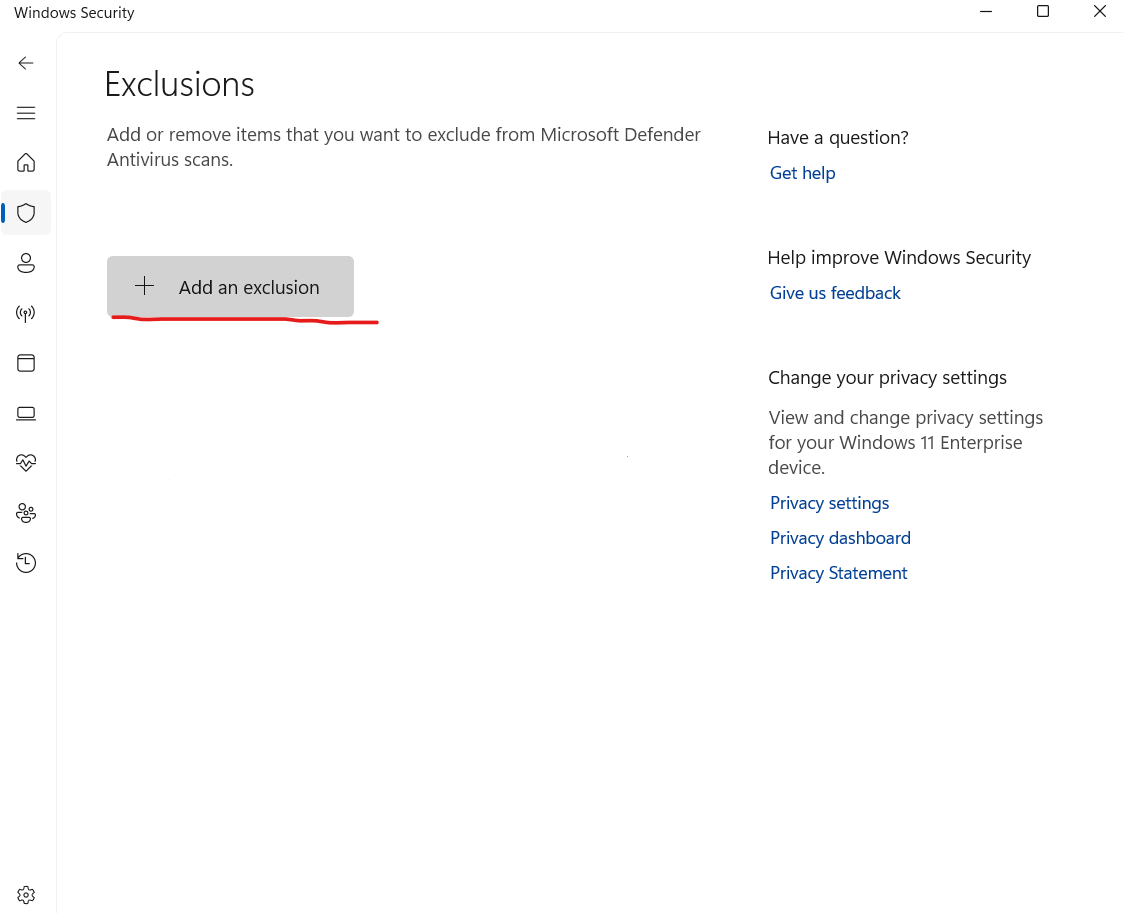 Windows Security
Exclusions
Add or remove items that you want to exclude from Microsoft Defender
Antivirus scans.
Add an exclusion
Have a question?
Get help
Help improve Windows Security
Give us feedback
Change your privacy settings
View and change privacy settings
for your Windows 11 Enterprise
device.
Privacy settings
Privacy dashboard
Privacy Statement